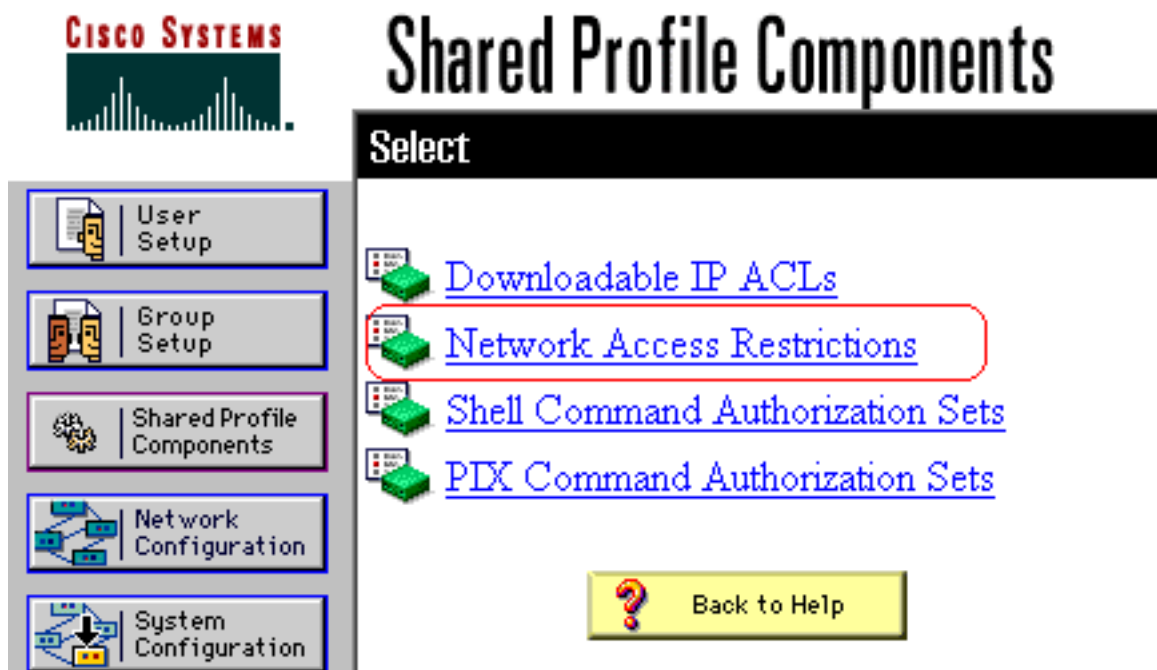 CISCO SYSTEMS
Shared Profile Components
Select
User
Setup
Group
Setup
Shared Profile
Components
Network
Configuration
System
Configuration
Downloadable IP ACLs
Network Access Restrictions
Shell Command Authorization Sets
PIX Command Authorization Sets
Back to Help